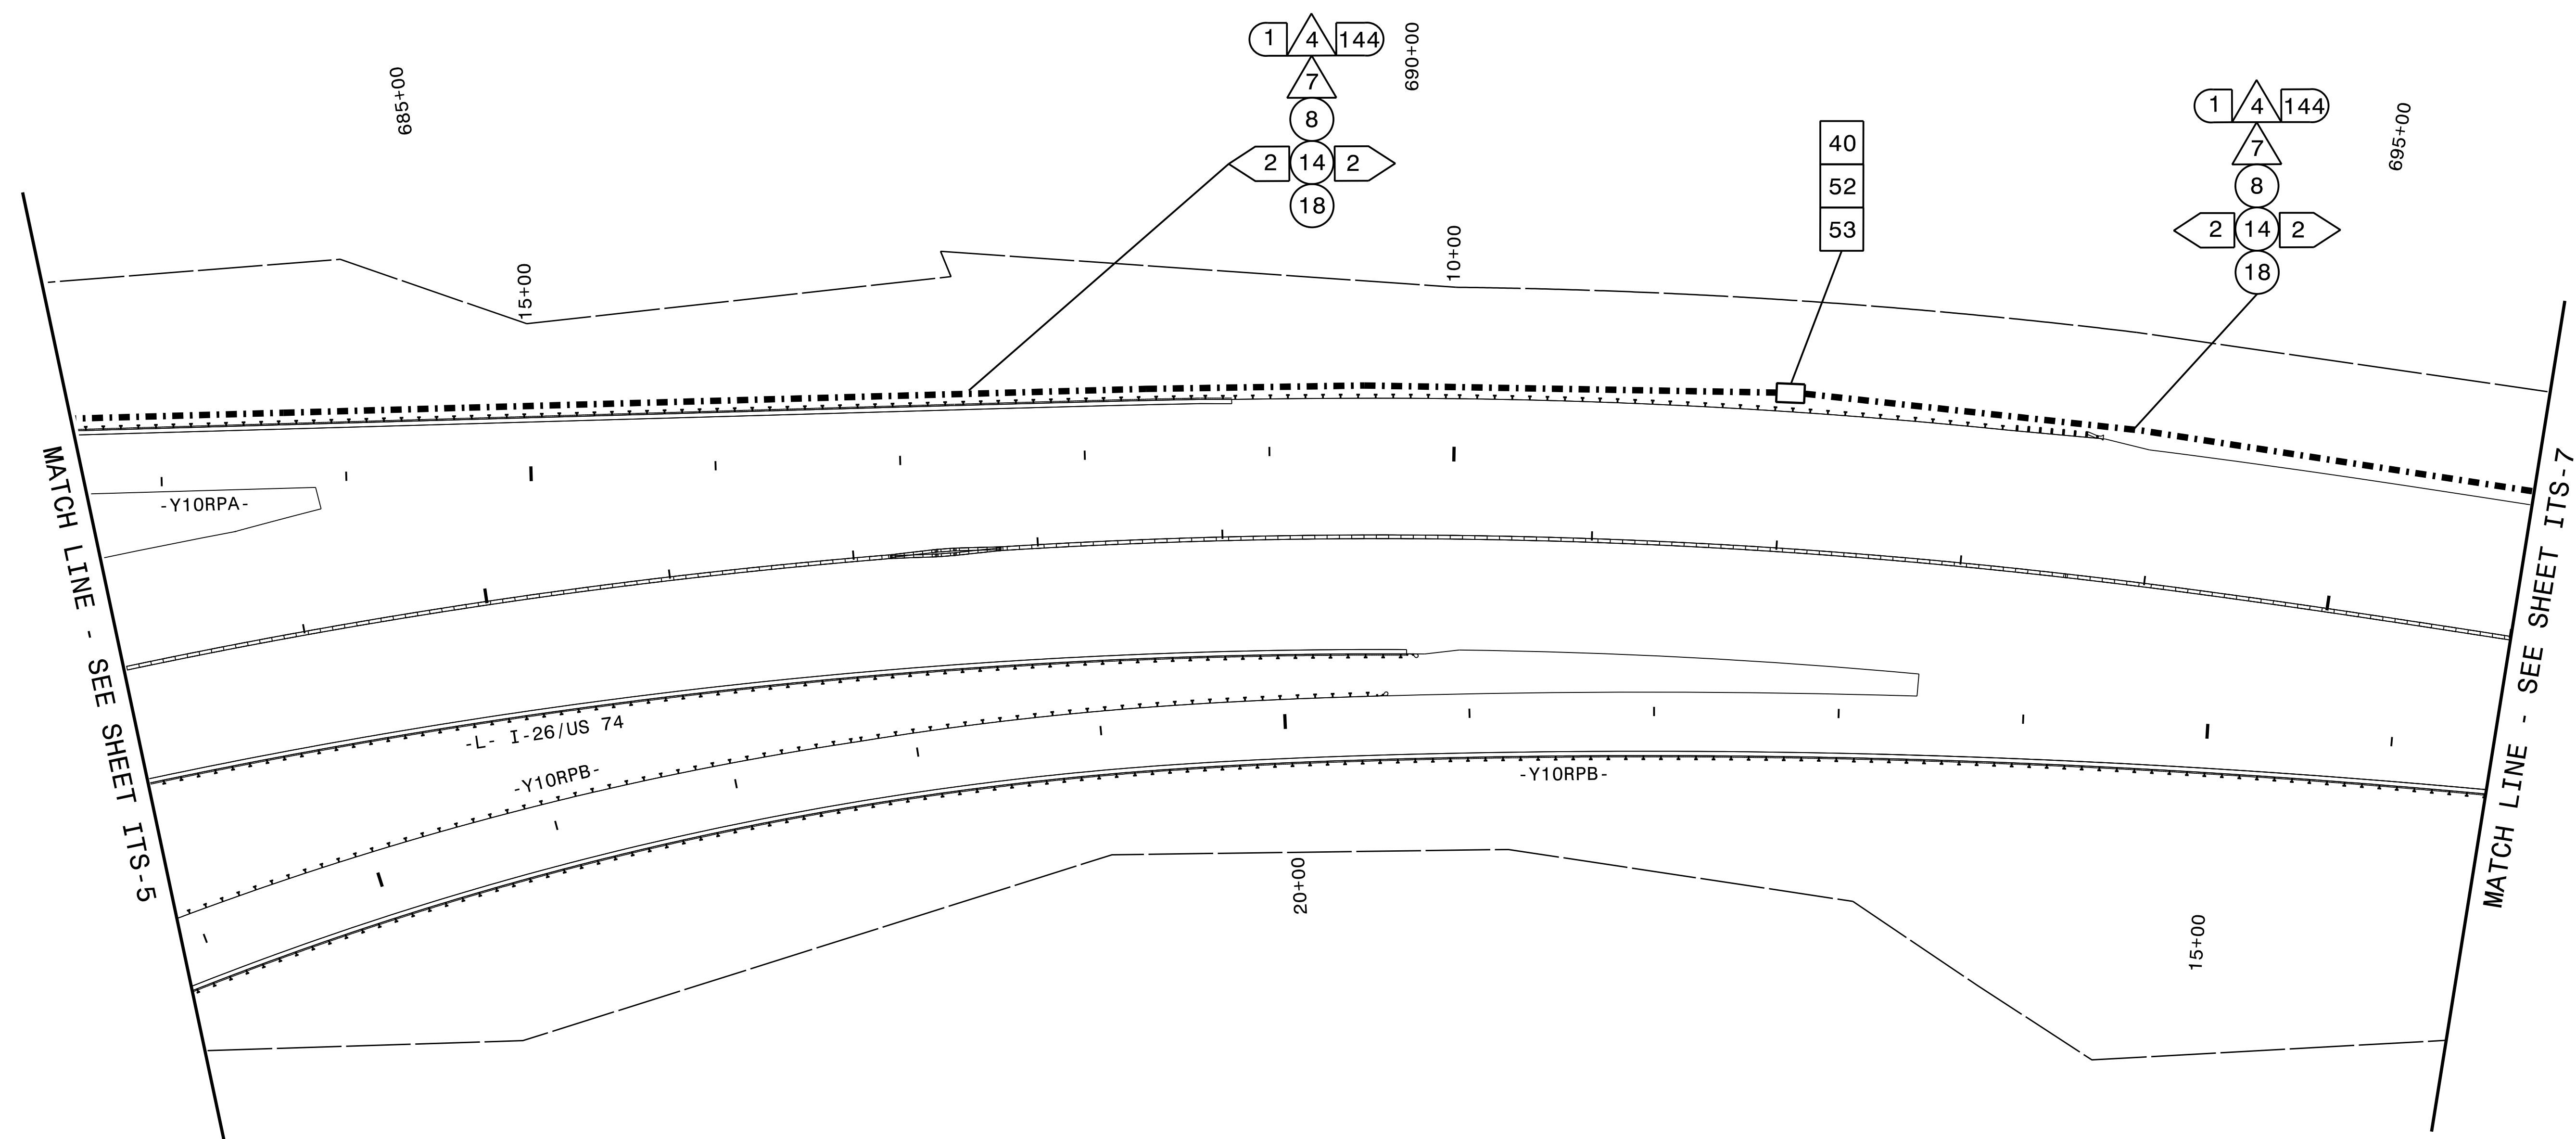 685+00
690+00
695+00
1 4 144
7
8
2 14 2
18
40
52
53
1 4 144
7
8
2 14 2
18
15+00
10+00
MATCH LINE - SEE SHEET ITS-5
-Y10RPA-
-L- I-26/US 74
-Y10RPB-
-Y10RPB-
20+00
15+00
MATCH LINE - SEE SHEET ITS-7